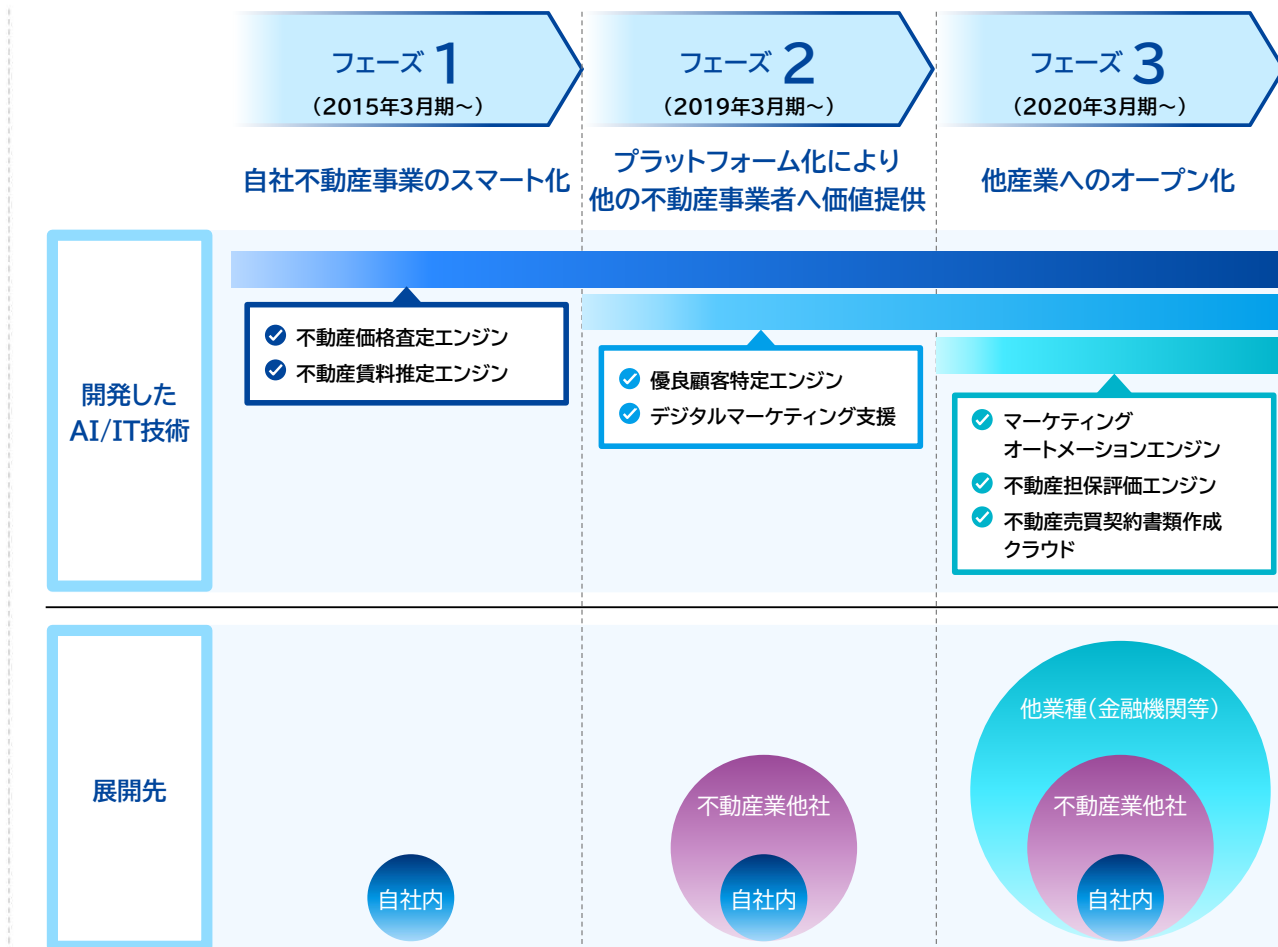 フェーズ 1
(2015年3月期～)
フェーズ 2
(2019年3月期～)
フェーズ 3
(2020年3月期～)
自社不動産事業のスマート化
プラットフォーム化により
他の不動産事業者へ価値提供
他産業へのオープン化
開発した
AI/IT技術
不動産価格査定エンジン
不動産賃料推定エンジン
優良顧客特定エンジン
デジタルマーケティング支援
マーケティング
オートメーションエンジン
不動産担保評価エンジン
不動産売買契約書類作成
クラウド
展開先
自社内
不動産業他社
自社内
他業種(金融機関等)
不動産業他社
自社内